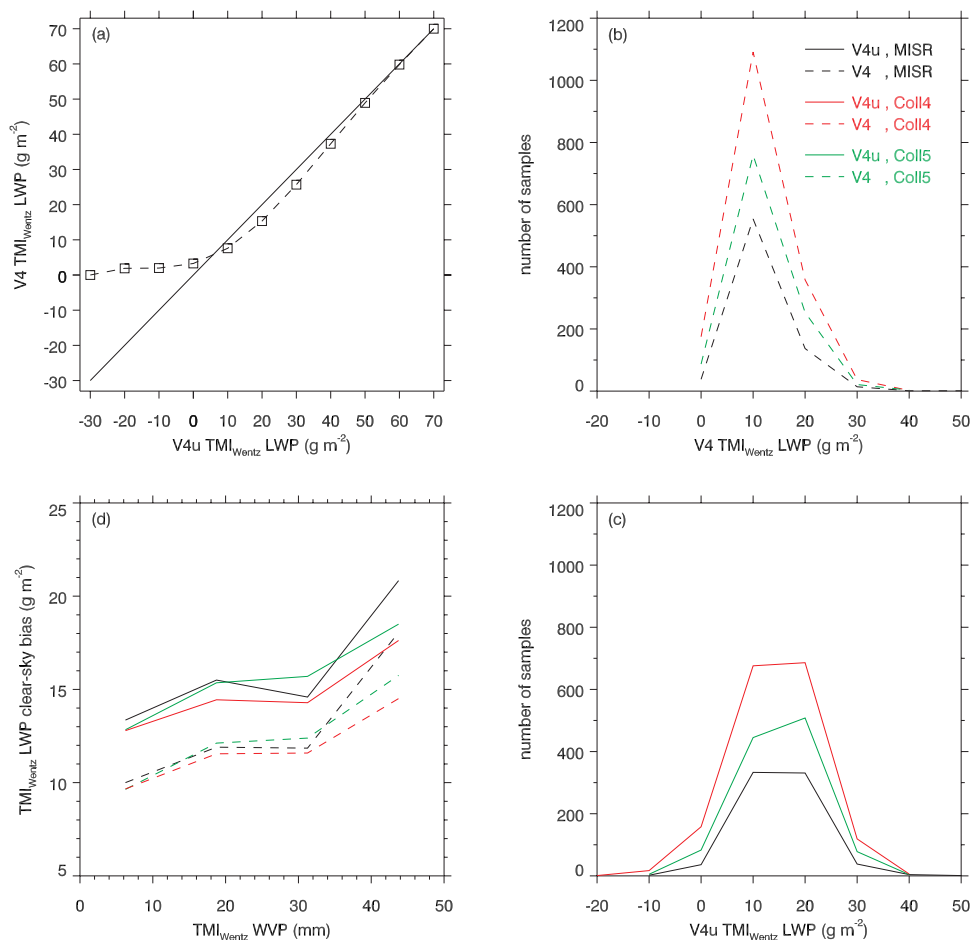 (a)
70
60
50
40
30
20
10
0
-10
-20
-30
V4 TMI_Wentz LWP (g m⁻²)
-30 -20 -10 0 10 20 30 40 50 60 70
V4u TMI_Wentz LWP (g m⁻²)
(b)
V4u , MISR
V4 , MISR
V4u , Coll4
V4 , Coll4
V4u , Coll5
V4 , Coll5
1200
1000
800
600
400
200
0
number of samples
-20 -10 0 10 20 30 40 50
V4 TMI_Wentz LWP (g m⁻²)
(d)
25
20
15
10
5
TMI_Wentz LWP clear-sky bias (g m⁻²)
0 10 20 30 40 50
TMI_Wentz WVP (mm)
(c)
1200
1000
800
600
400
200
0
number of samples
-20 -10 0 10 20 30 40 50
V4u TMI_Wentz LWP (g m⁻²)